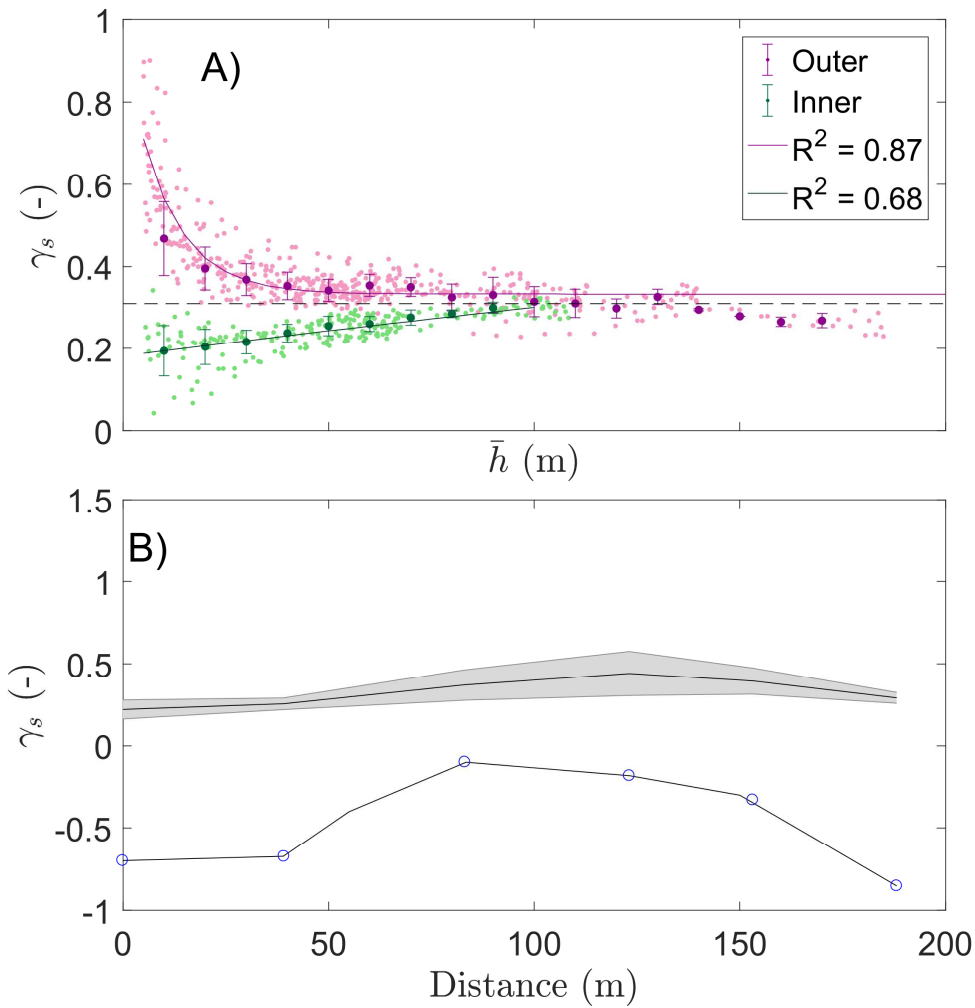 1
0.8
0.6
0.4
0.2
0
γₛ (-)
A)
Outer
Inner
R² = 0.87
R² = 0.68
h̄ (m)
1.5
1
0.5
0
-0.5
-1
γₛ (-)
B)
0 50 100 150 200
Distance (m)